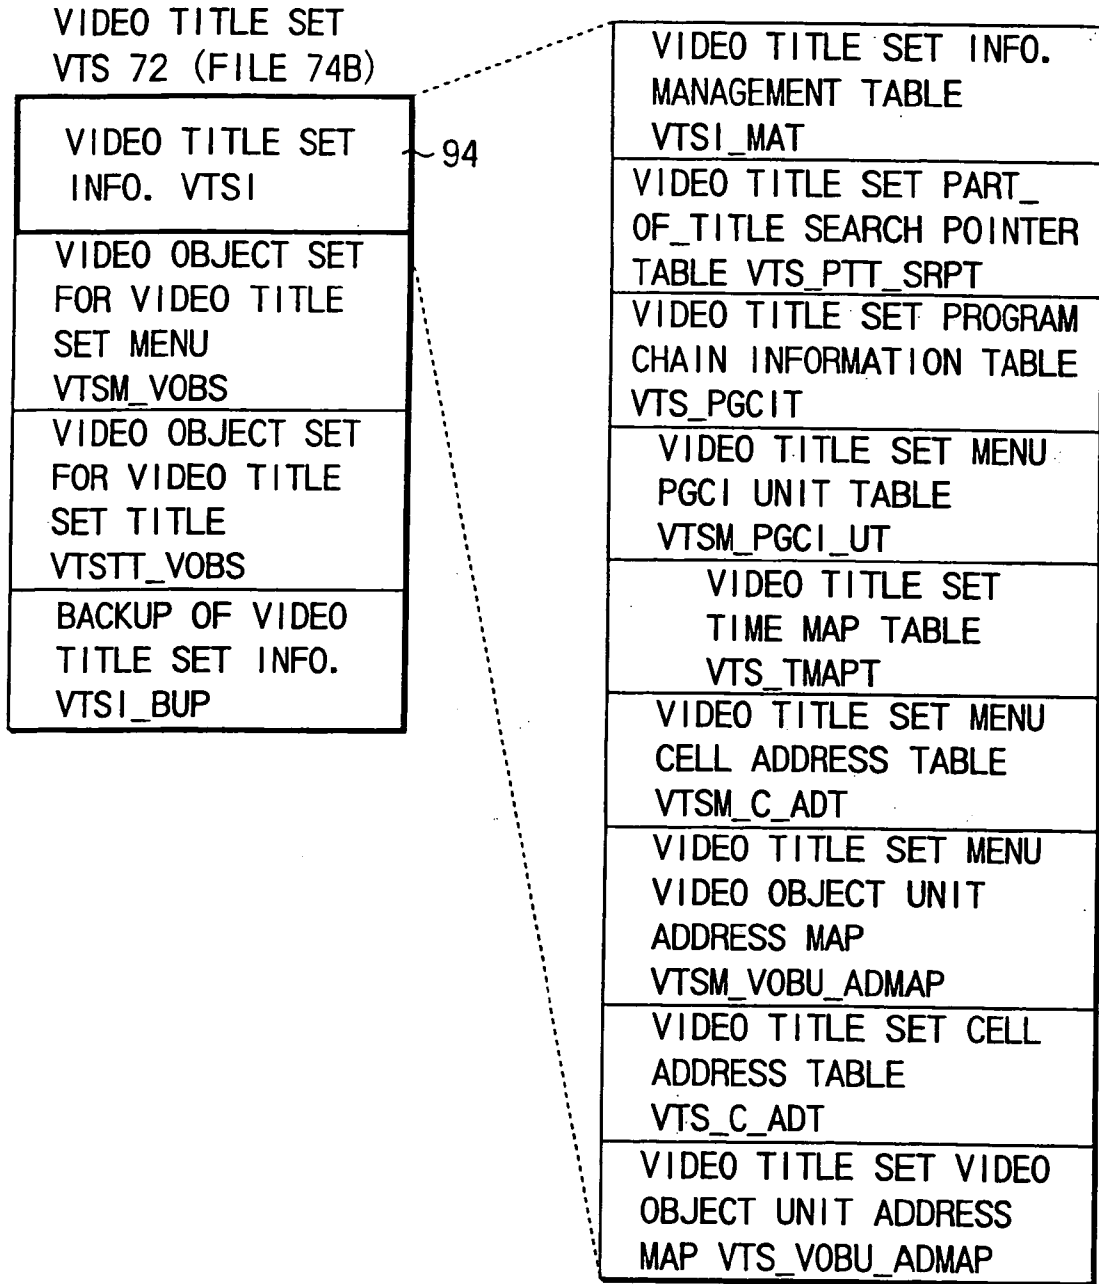 VIDEO TITLE SET
VTS 72 (FILE 74B)
VIDEO TITLE SET
INFO. VTSI
94
VIDEO OBJECT SET
FOR VIDEO TITLE
SET MENU
VTSM_VOBS
VIDEO OBJECT SET
FOR VIDEO TITLE
SET TITLE
VTSTT_VOBS
BACKUP OF VIDEO
TITLE SET INFO.
VTSI_BUP
VIDEO TITLE SET INFO.
MANAGEMENT TABLE
VTSI_MAT
VIDEO TITLE SET PART_
OF_TITLE SEARCH POINTER
TABLE VTS_PTT_SRPT
VIDEO TITLE SET PROGRAM
CHAIN INFORMATION TABLE
VTS_PGCIT
VIDEO TITLE SET MENU
PGCI UNIT TABLE
VTSM_PGCI_UT
VIDEO TITLE SET
TIME MAP TABLE
VTS_TMAPT
VIDEO TITLE SET MENU
CELL ADDRESS TABLE
VTSM_C_ADT
VIDEO TITLE SET MENU
VIDEO OBJECT UNIT
ADDRESS MAP
VTSM_VOBU_ADMAP
VIDEO TITLE SET CELL
ADDRESS TABLE
VTS_C_ADT
VIDEO TITLE SET VIDEO
OBJECT UNIT ADDRESS
MAP VTS_VOBU_ADMAP